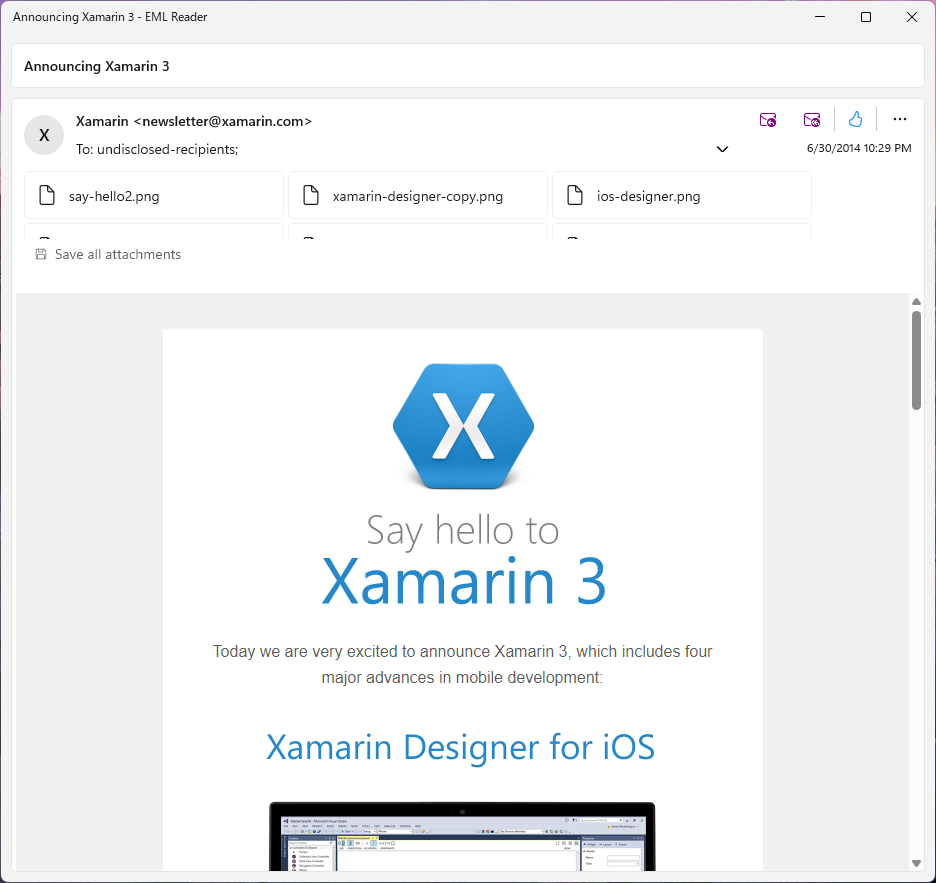 Announcing Xamarin 3 - EML Reader
Announcing Xamarin 3
X
Xamarin <newsletter@xamarin.com>
To: undisclosed-recipients;
6/30/2014 10:29 PM
say-hello2.png
xamarin-designer-copy.png
ios-designer.png
Save all attachments
X
Say hello to
Xamarin 3
Today we are very excited to announce Xamarin 3, which includes four
major advances in mobile development:
Xamarin Designer for iOS